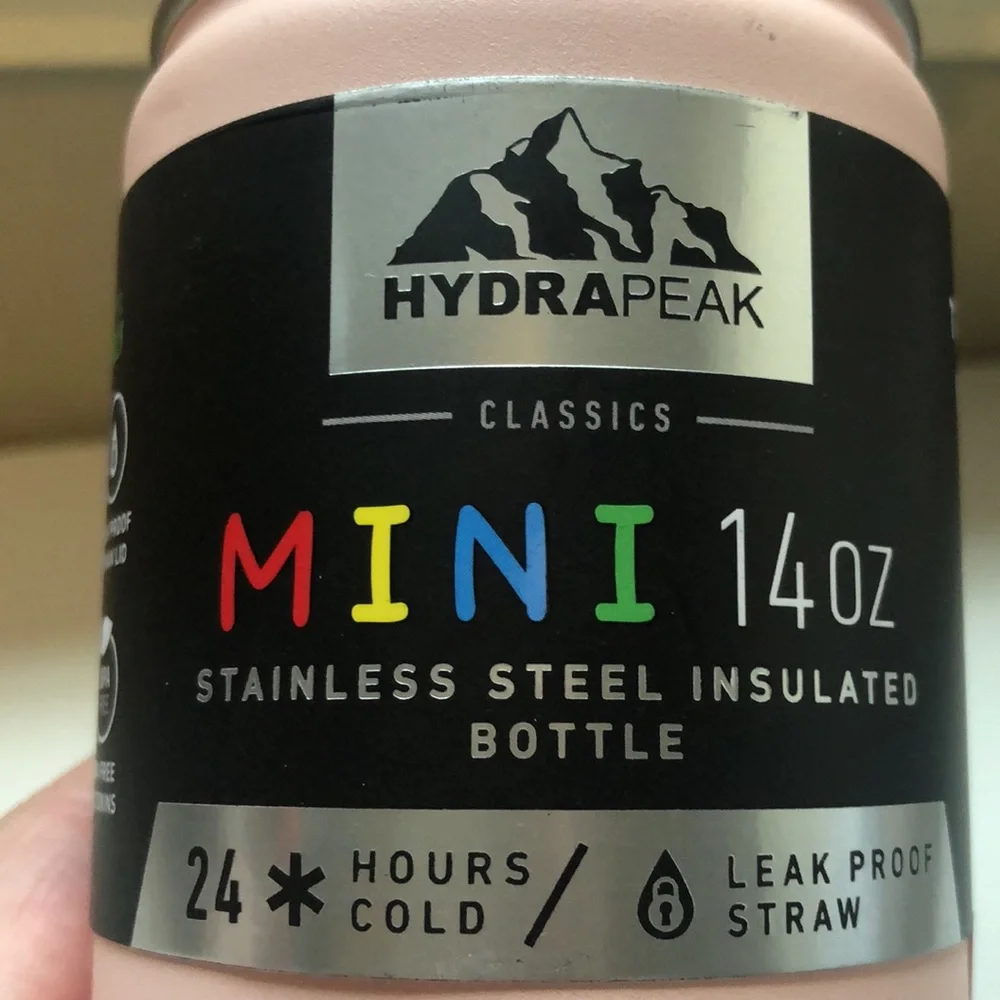 HYDRAPEAK
CLASSICS
MINI 14 OZ
STAINLESS STEEL INSULATED
BOTTLE
24 * HOURS COLD / LEAK PROOF STRAW